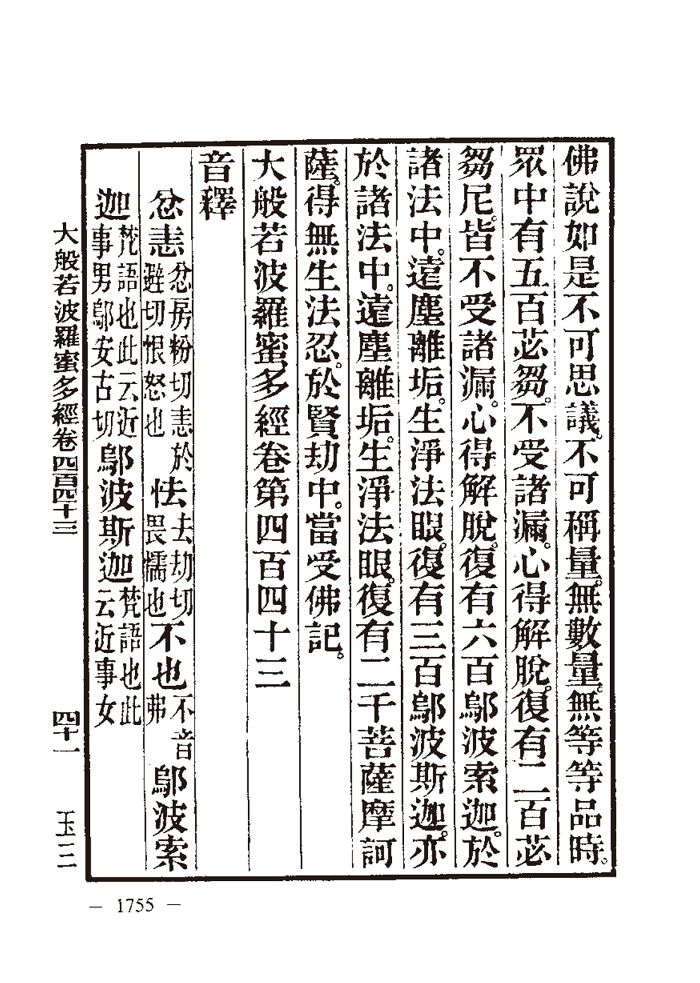 佛說如是不可思議。不可稱量。無數量。無等等品時。
眾中有五百苾芻。不受諸漏。心得解脫。復有二百苾
芻尼。皆不受諸漏。心得解脫。復有六百鄔波索迦。於
諸法中。遠塵離垢。生淨法眼。復有三百鄔波斯迦。亦
於諸法中。遠塵離垢。生淨法眼。復有二千菩薩摩訶
薩。得無生法忍。於賢劫中。當受佛記。
大般若波羅蜜多經卷第四百四十三
音釋
忿恚忿房粉切恚於避切恨怒也 怯去劫切畏懦也 不也不音弗 鄔波索
迦梵語也此云近事男鄔安古切 鄔波斯迦梵語也此云近事女
大般若波羅蜜多經卷四百四十三 四十一 玉三
— 1755 —